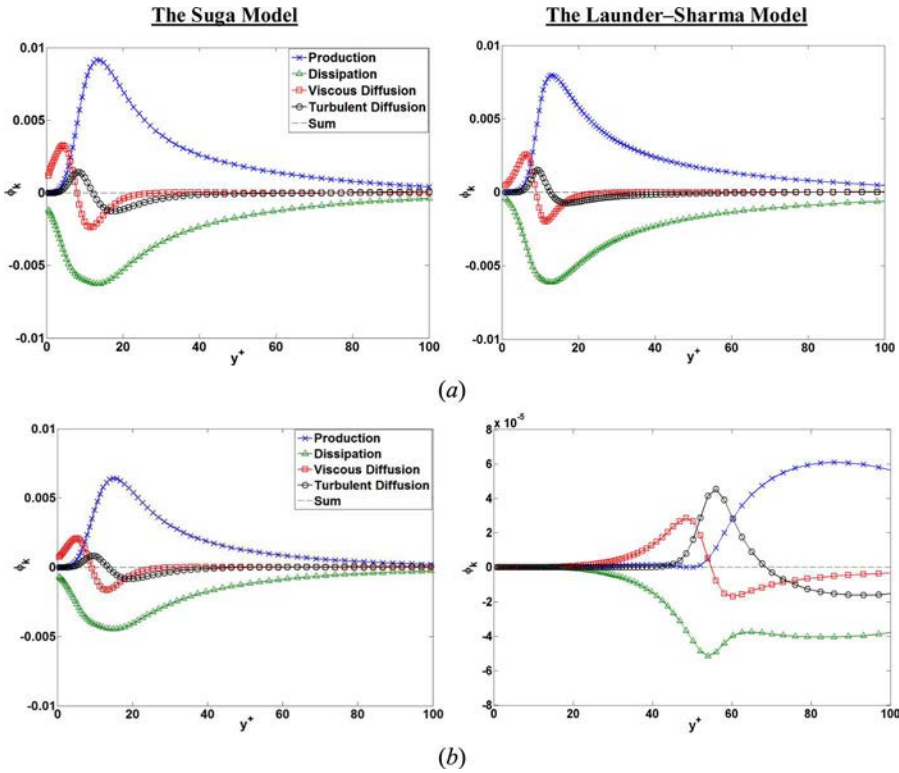 The Suga Model
The Launder–Sharma Model
0.01
0.005
0
-0.005
-0.01
ϕk
0 20 40 60 80 100
y+
Production
Dissipation
Viscous Diffusion
Turbulent Diffusion
Sum
0.01
0.005
0
-0.005
-0.01
ϕk
0 20 40 60 80 100
y+
(a)
0.01
0.005
0
-0.005
-0.01
ϕk
0 20 40 60 80 100
y+
Production
Dissipation
Viscous Diffusion
Turbulent Diffusion
Sum
8 x 10-5
6
4
2
0
-2
-4
-6
-8
ϕk
0 20 40 60 80 100
y+
(b)